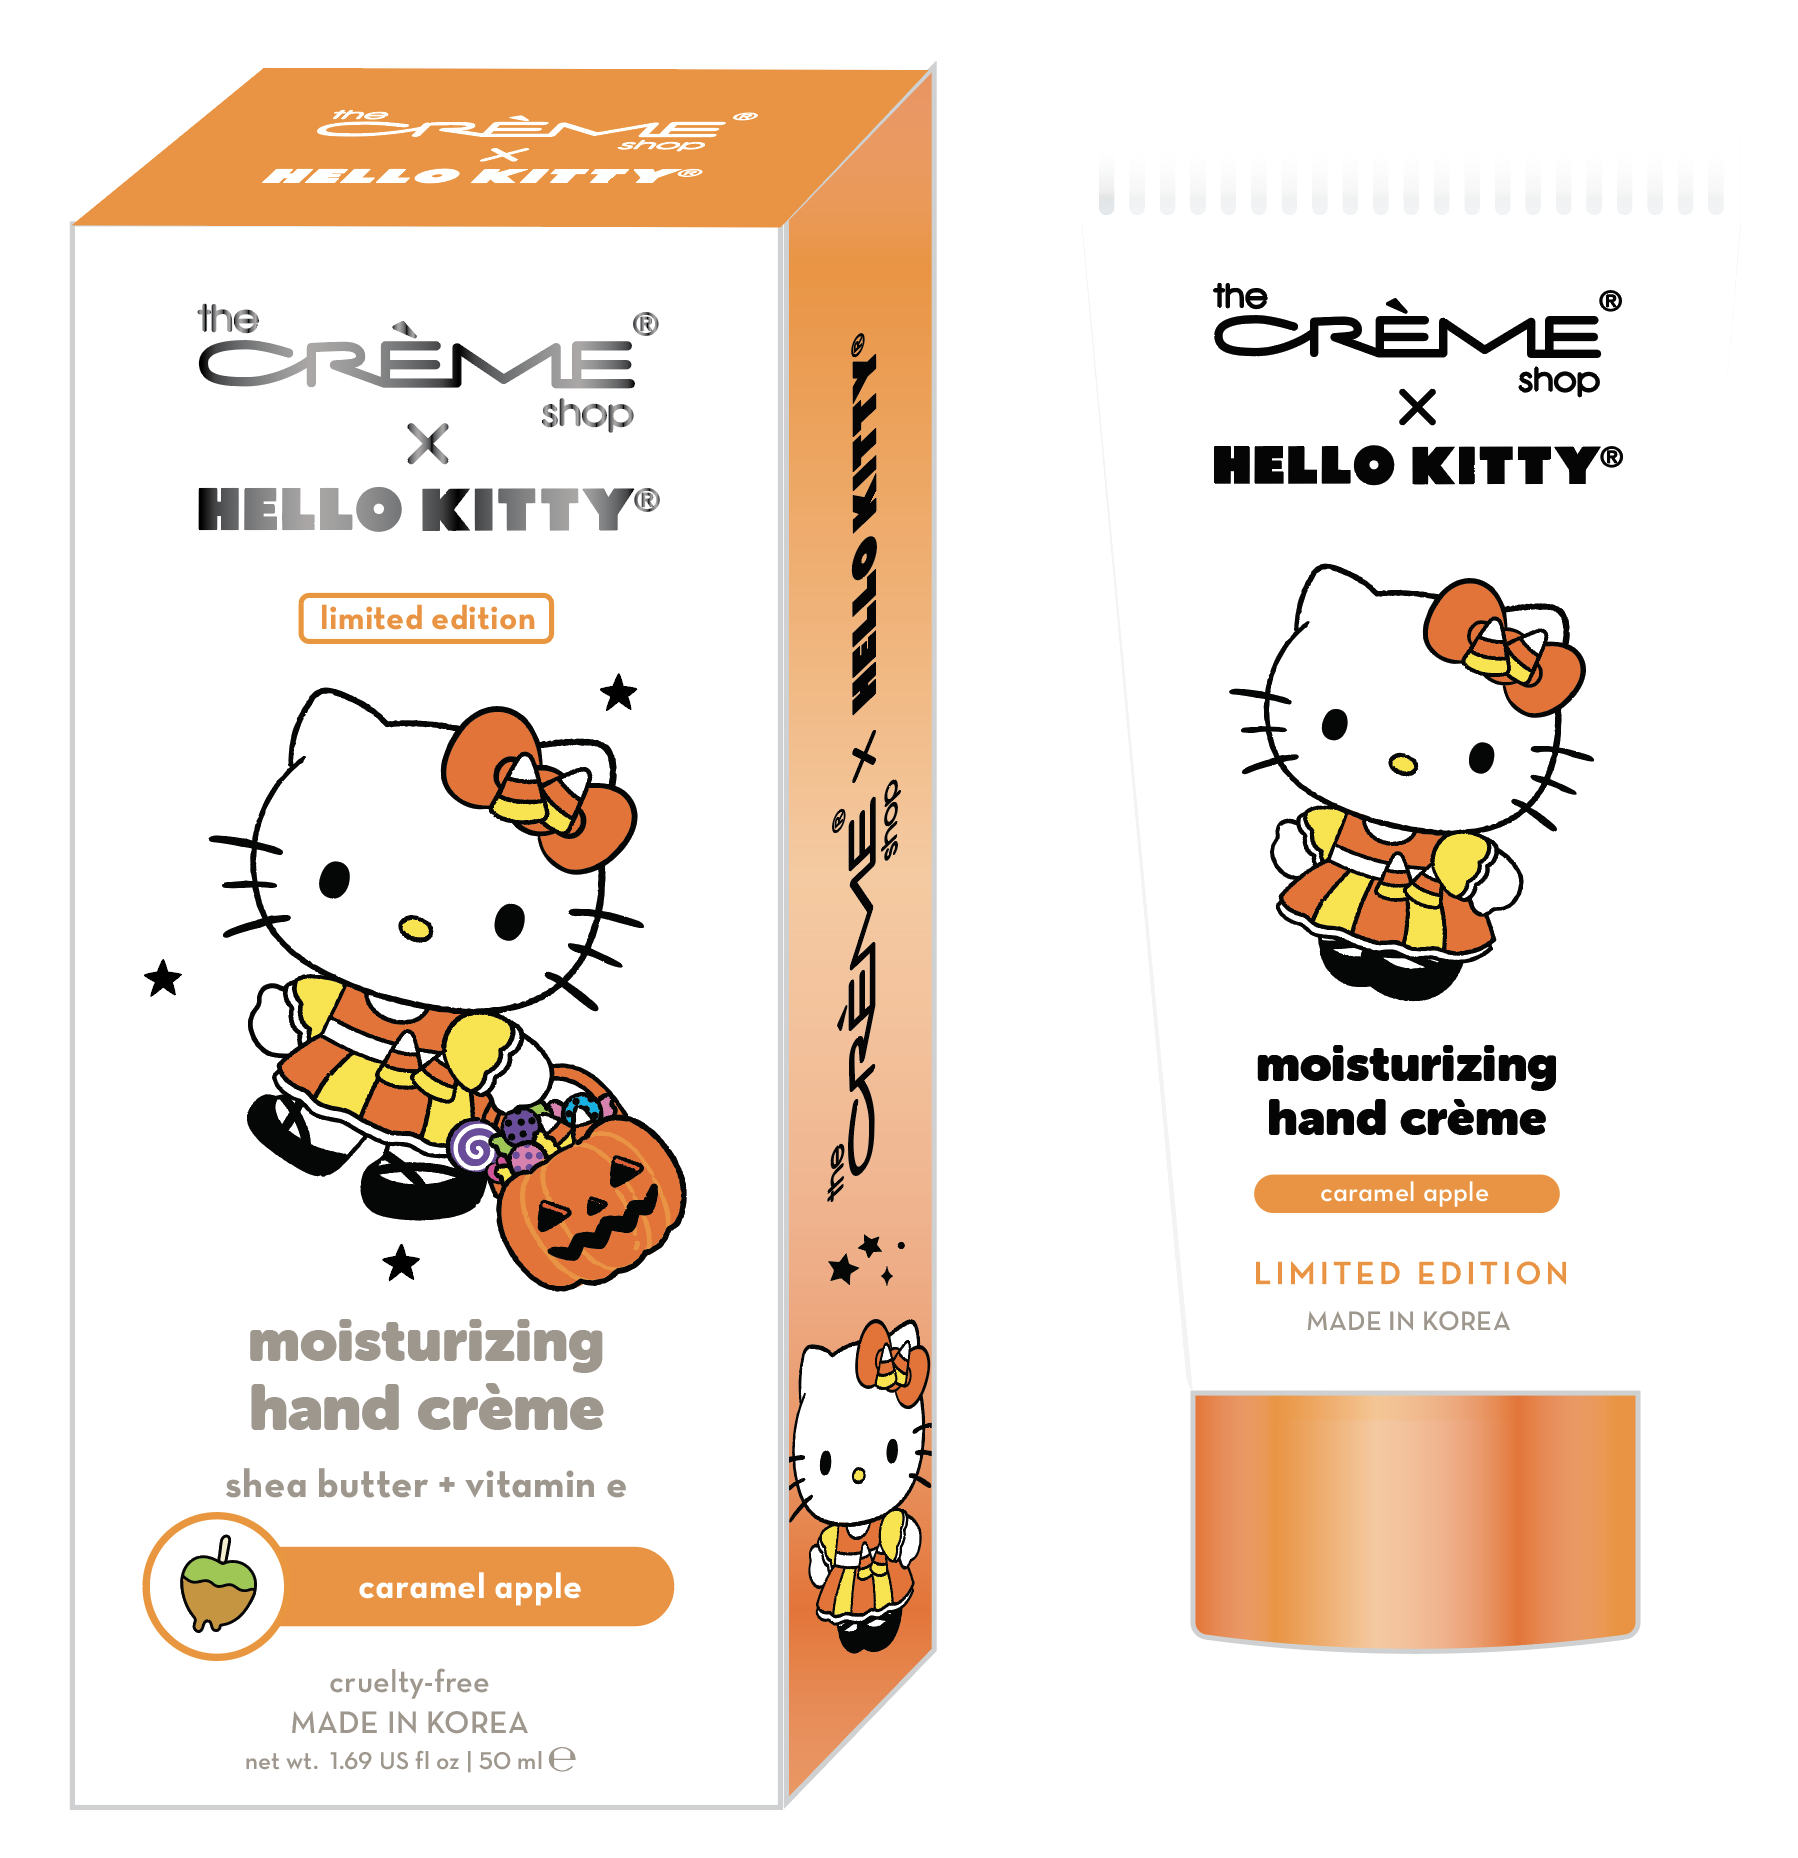 the
CRÈME®
shop
×
HELLO KITTY®
the
CRÈME®
shop
×
HELLO KITTY®
limited edition
moisturizing
hand crème
shea butter + vitamin e
caramel apple
cruelty-free
MADE IN KOREA
net wt. 1.69 US fl oz | 50 ml ℮
the CRÈME® shop × HELLO KITTY®
the
CRÈME®
shop
×
HELLO KITTY®
moisturizing
hand crème
caramel apple
LIMITED EDITION
MADE IN KOREA